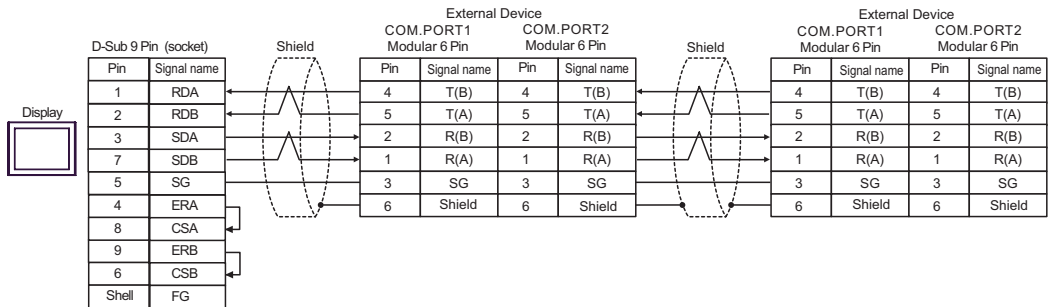 External Device
External Device
COM.PORT1 COM.PORT2
COM.PORT1 COM.PORT2
D-Sub 9 Pin (socket) Shield Modular 6 Pin Modular 6 Pin Shield Modular 6 Pin Modular 6 Pin
Pin Signal name Pin Signal name Pin Signal name Pin Signal name Pin Signal name
1 RDA 4 T(B) 4 T(B) 4 T(B) 4 T(B)
Display
2 RDB 5 T(A) 5 T(A) 5 T(A) 5 T(A)
3 SDA 2 R(B) 2 R(B) 2 R(B) 2 R(B)
7 SDB 1 R(A) 1 R(A) 1 R(A) 1 R(A)
5 SG 3 SG 3 SG 3 SG 3 SG
4 ERA 6 Shield 6 Shield 6 Shield 6 Shield
8 CSA
9 ERB
6 CSB
Shell FG